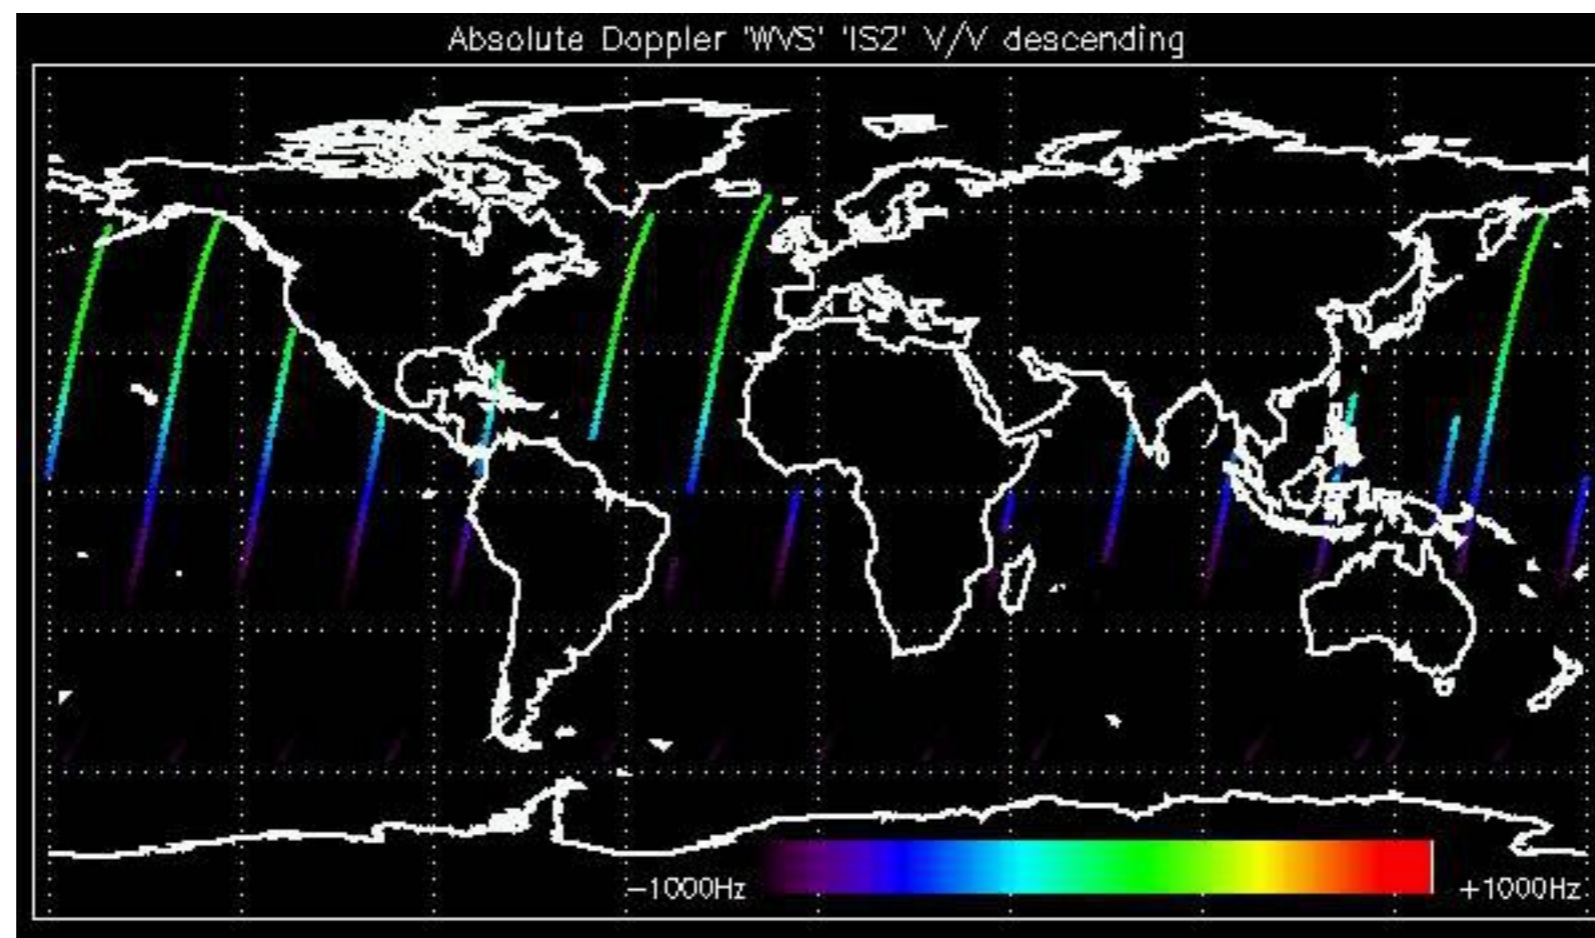 Absolute Doppler 'WVS' 'IS2' V/V descending
-1000Hz
+1000Hz